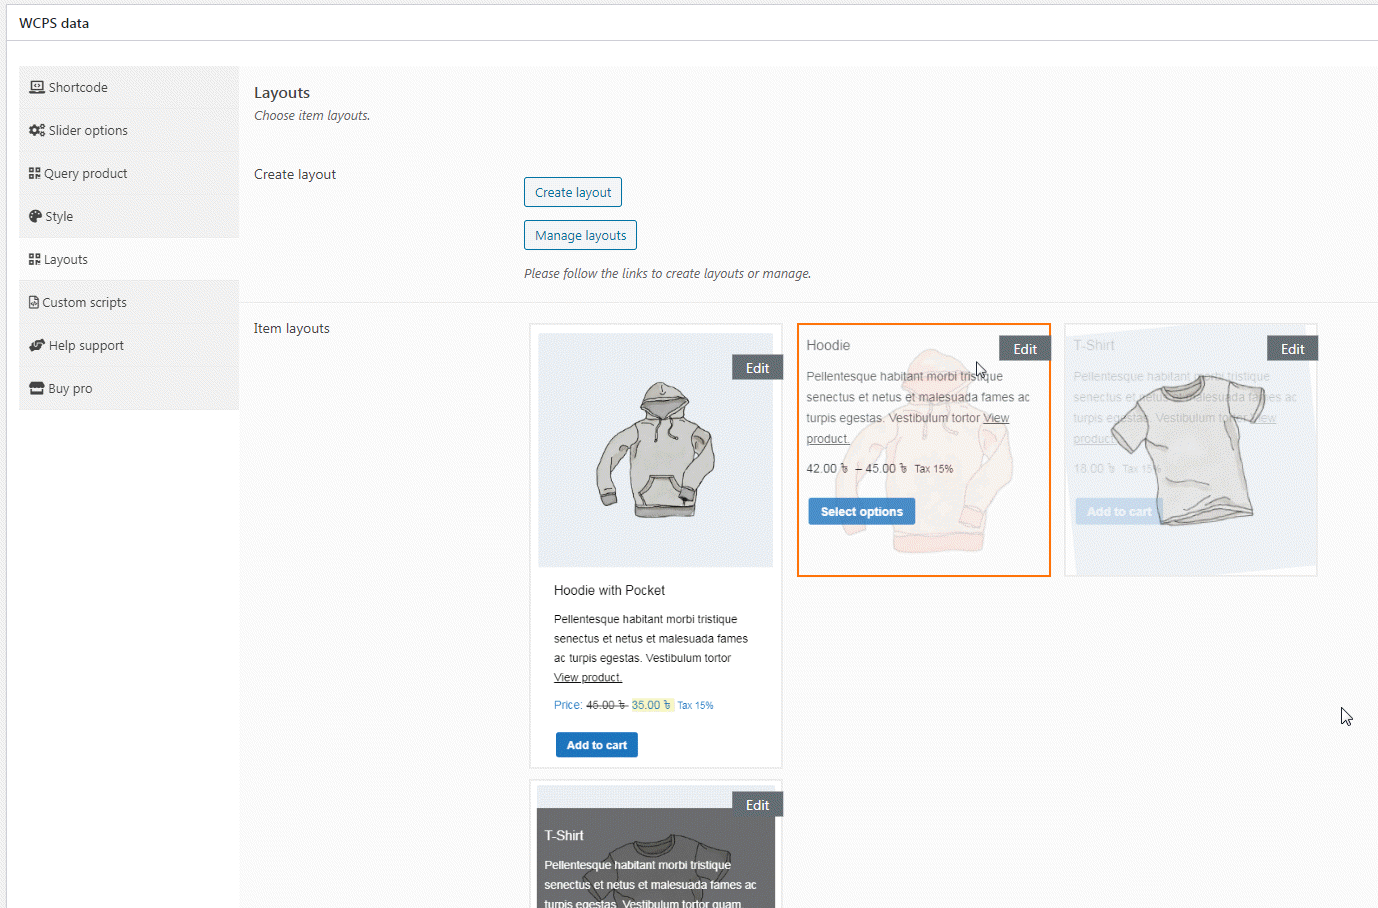 WCPS data
Shortcode
Slider options
Query product
Style
Layouts
Custom scripts
Help support
Buy pro
Layouts
Choose item layouts.
Create layout
Create layout
Manage layouts
Please follow the links to create layouts or manage.
Item layouts
Edit
Hoodie with Pocket
Pellentesque habitant morbi tristique
senectus et netus et malesuada fames
ac turpis egestas. Vestibulum tortor
View product.
Price: 45.00 ৳ 35.00 ৳ Tax 15%
Add to cart
Hoodie
Edit
Pellentesque habitant morbi tristique
senectus et netus et malesuada fames ac
turpis egestas. Vestibulum tortor View
product.
42.00 ৳ – 45.00 ৳ Tax 15%
Select options
T-Shirt
Edit
Pellentesque habitant morbi tristique
senectus et netus et malesuada fames ac
turpis egestas. Vestibulum tortor View
product.
18.00 ৳ Tax 15%
Add to cart
Edit
T-Shirt
Pellentesque habitant morbi tristique
senectus et netus et malesuada fames ac
turpis egestas. Vestibulum tortor quam